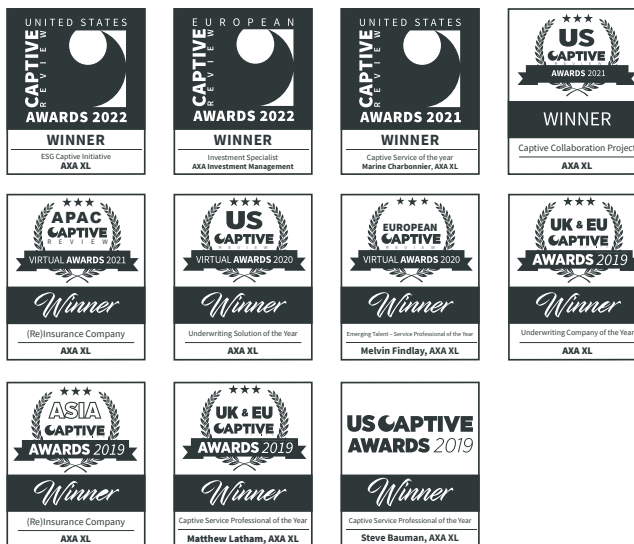 UNITED STATES
CAPTIVE
REVIEW
AWARDS 2022
WINNER
ESG Captive Initiative
AXA XL
EUROPEAN
CAPTIVE
REVIEW
AWARDS 2022
WINNER
Investment Specialist
AXA Investment Management
UNITED STATES
CAPTIVE
REVIEW
AWARDS 2021
WINNER
Captive Service of the year
Marine Charbonnier, AXA XL
US
CAPTIVE
REVIEW
AWARDS 2021
WINNER
Captive Collaboration Project
AXA XL
APAC
CAPTIVE
REVIEW
VIRTUAL AWARDS 2021
Winner
(Re)Insurance Company
AXA XL
US
CAPTIVE
REVIEW
VIRTUAL AWARDS 2020
Winner
Underwriting Solution of the Year
AXA XL
EUROPEAN
CAPTIVE
REVIEW
VIRTUAL AWARDS 2020
Winner
Emerging Talent – Service Professional of the Year
Melvin Findlay, AXA XL
UK & EU
CAPTIVE
AWARDS 2019
Winner
Underwriting Company of the Year
AXA XL
ASIA
CAPTIVE
AWARDS 2019
Winner
(Re)Insurance Company
AXA XL
UK & EU
CAPTIVE
AWARDS 2019
Winner
Captive Service Professional of the Year
Matthew Latham, AXA XL
US CAPTIVE
AWARDS 2019
Winner
Captive Service Professional of the Year
Steve Bauman, AXA XL